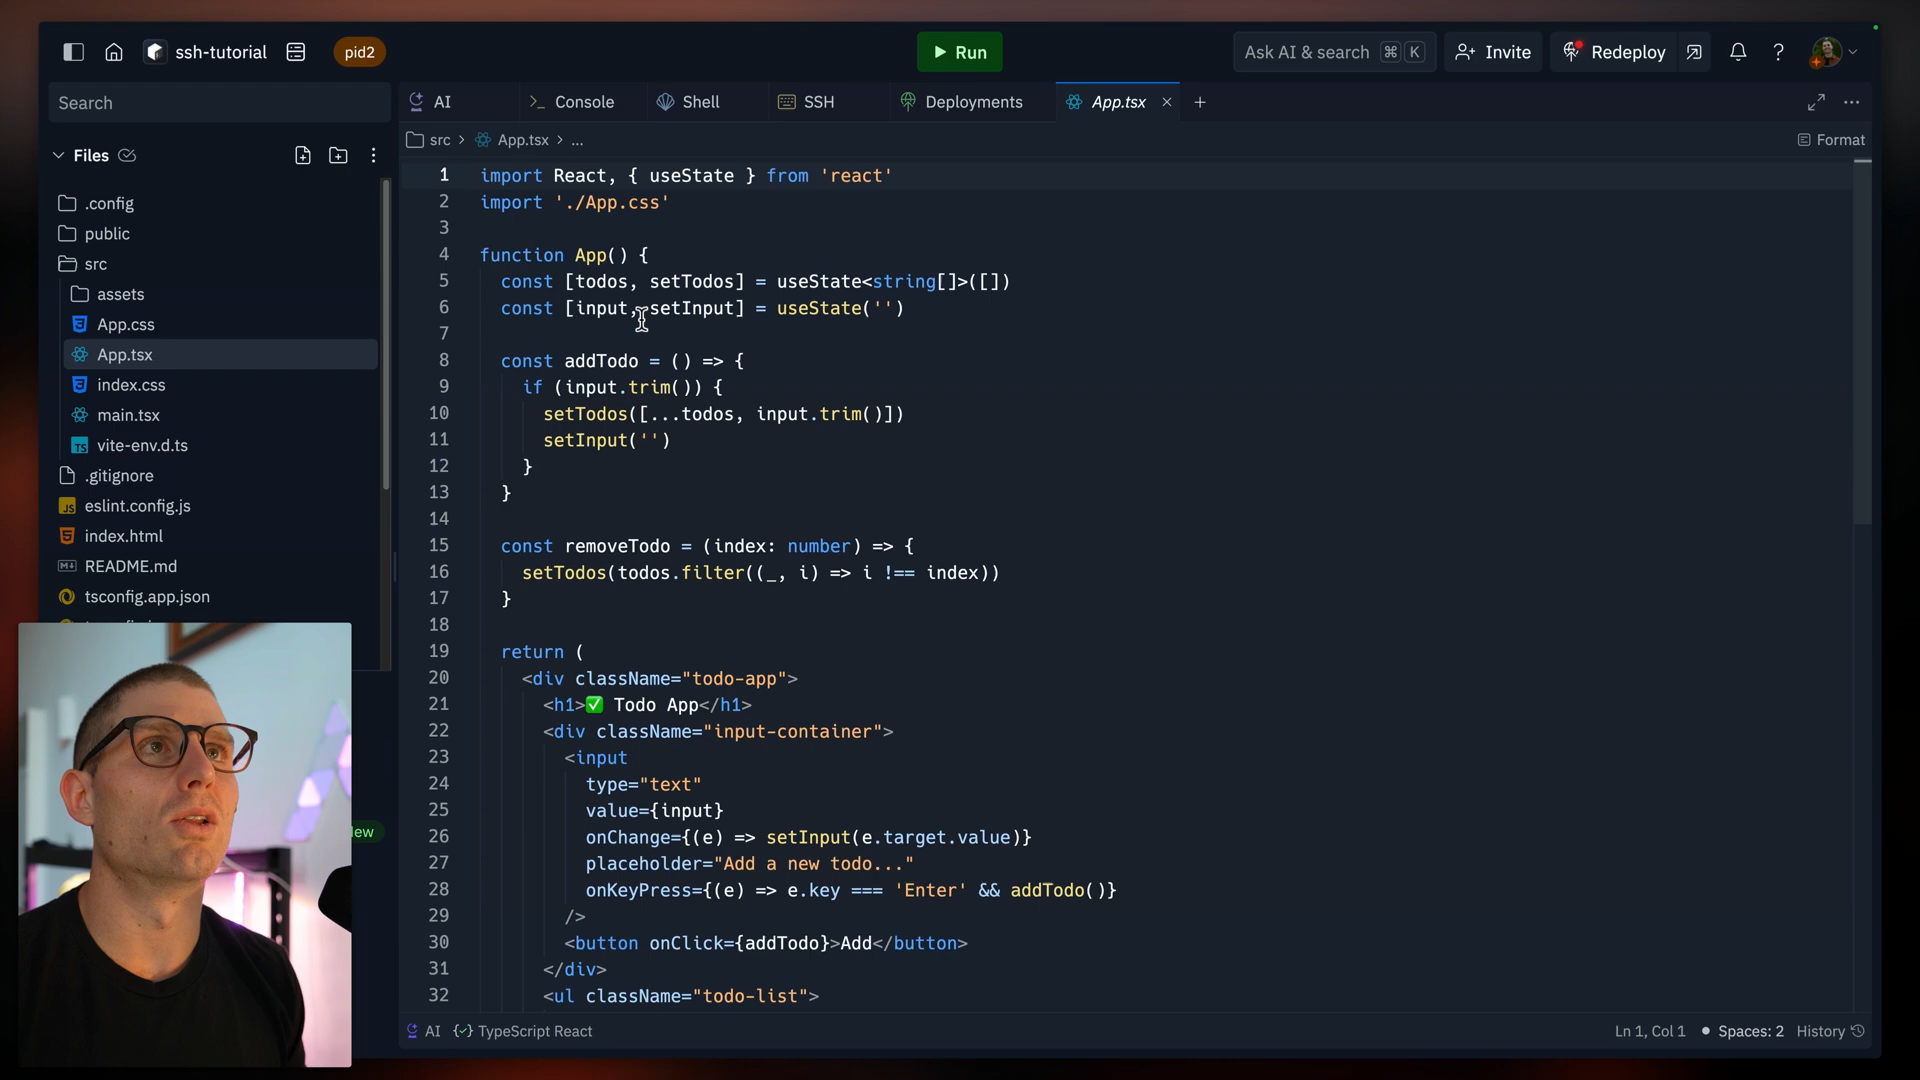 ssh-tutorial
pid2
Run
Ask AI & search ⌘ K
Invite
Redeploy
?
Search
AI
Console
Shell
SSH
Deployments
App.tsx
src > App.tsx > ...
Format
Files
.config
public
src
assets
App.css
App.tsx
index.css
main.tsx
TS vite-env.d.ts
.gitignore
JS eslint.config.js
index.html
README.md
tsconfig.app.json
1 import React, { useState } from 'react'
2 import './App.css'
3
4 function App() {
5 const [todos, setTodos] = useState<string[]>([])
6 const [input, setInput] = useState('')
7
8 const addTodo = () => {
9 if (input.trim()) {
10 setTodos([...todos, input.trim()])
11 setInput('')
12 }
13 }
14
15 const removeTodo = (index: number) => {
16 setTodos(todos.filter((_, i) => i !== index))
17 }
18
19 return (
20 <div className="todo-app">
21 <h1>✅ Todo App</h1>
22 <div className="input-container">
23 <input
24 type="text"
25 value={input}
26 onChange={(e) => setInput(e.target.value)}
27 placeholder="Add a new todo..."
28 onKeyPress={(e) => e.key === 'Enter' && addTodo()}
29 />
30 <button onClick={addTodo}>Add</button>
31 </div>
32 <ul className="todo-list">
AI
TypeScript React
Ln 1, Col 1
Spaces: 2
History